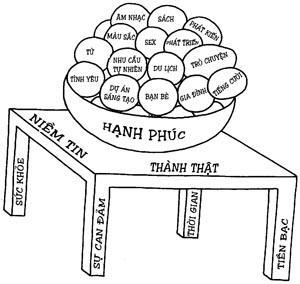 ÂM NHẠC
SÁCH
PHÁT KIẾN
MÀU SẮC
SEX
PHÁT TRIỂN
TỪ
NHU CẦU
TỰ NHIÊN
DU LỊCH
TRÒ CHUYỆN
TÌNH YÊU
DỰ ÁN
SÁNG TẠO
BẠN BÈ
GIA ĐÌNH
TIẾNG CƯỜI
HẠNH PHÚC
NIỀM TIN
THÀNH THẬT
SỨC KHỎE
SỰ CAN ĐẢM
THỜI GIAN
TIỀN BẠC